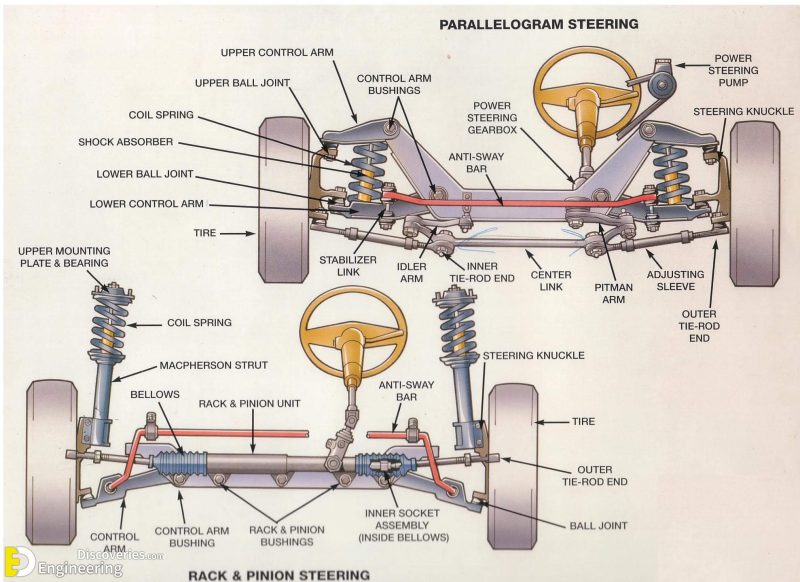 PARALLELOGRAM STEERING
UPPER CONTROL ARM
UPPER BALL JOINT
CONTROL ARM
BUSHINGS
POWER
STEERING
PUMP
COIL SPRING
POWER
STEERING
GEARBOX
STEERING KNUCKLE
SHOCK ABSORBER
ANTI-SWAY
BAR
LOWER BALL JOINT
LOWER CONTROL ARM
TIRE
STABILIZER
LINK
IDLER
ARM
INNER
TIE-ROD END
CENTER
LINK
PITMAN
ARM
ADJUSTING
SLEEVE
OUTER
TIE-ROD
END
UPPER MOUNTING
PLATE & BEARING
COIL SPRING
MACPHERSON STRUT
STEERING KNUCKLE
BELLOWS
RACK & PINION UNIT
ANTI-SWAY
BAR
TIRE
OUTER
TIE-ROD END
CONTROL
ARM
CONTROL ARM
BUSHING
RACK & PINION
BUSHINGS
INNER SOCKET
ASSEMBLY
(INSIDE BELLOWS)
BALL JOINT
RACK & PINION STEERING
ED
Discoveries.com
Engineering